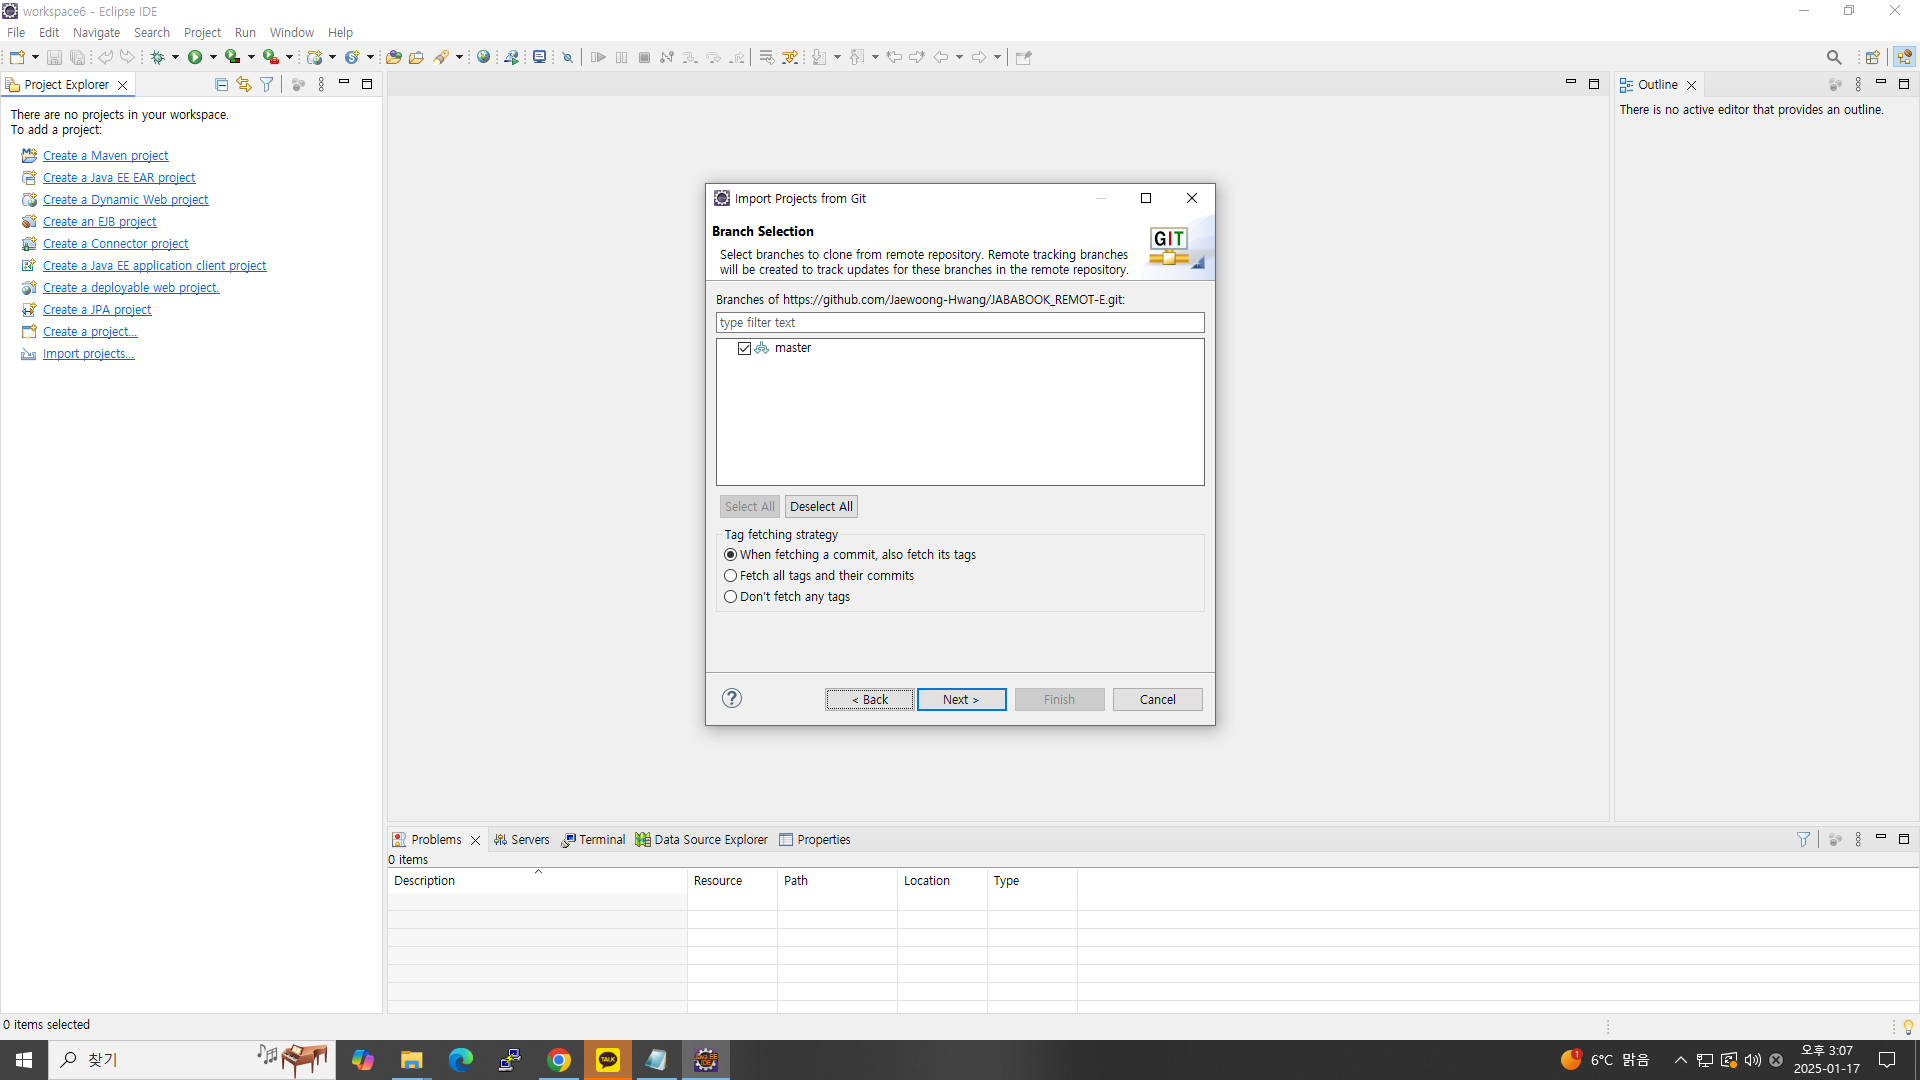 workspace6 - Eclipse IDE
File Edit Navigate Search Project Run Window Help
Project Explorer
There are no projects in your workspace.
To add a project:
Create a Maven project
Create a Java EE EAR project
Create a Dynamic Web project
Create an EJB project
Create a Connector project
Create a Java EE application client project
Create a deployable web project.
Create a JPA project
Create a project...
Import projects...
Import Projects from Git
Branch Selection
Select branches to clone from remote repository. Remote tracking branches
will be created to track updates for these branches in the remote repository.
GIT
Branches of https://github.com/Jaewoong-Hwang/JABABOOK_REMOT-E.git:
type filter text
master
Select All Deselect All
Tag fetching strategy
When fetching a commit, also fetch its tags
Fetch all tags and their commits
Don't fetch any tags
< Back Next > Finish Cancel
Outline
There is no active editor that provides an outline.
Problems Servers Terminal Data Source Explorer Properties
0 items
Description Resource Path Location Type
0 items selected
찾기
TALK
1
6°C 맑음
오후 3:07
2025-01-17